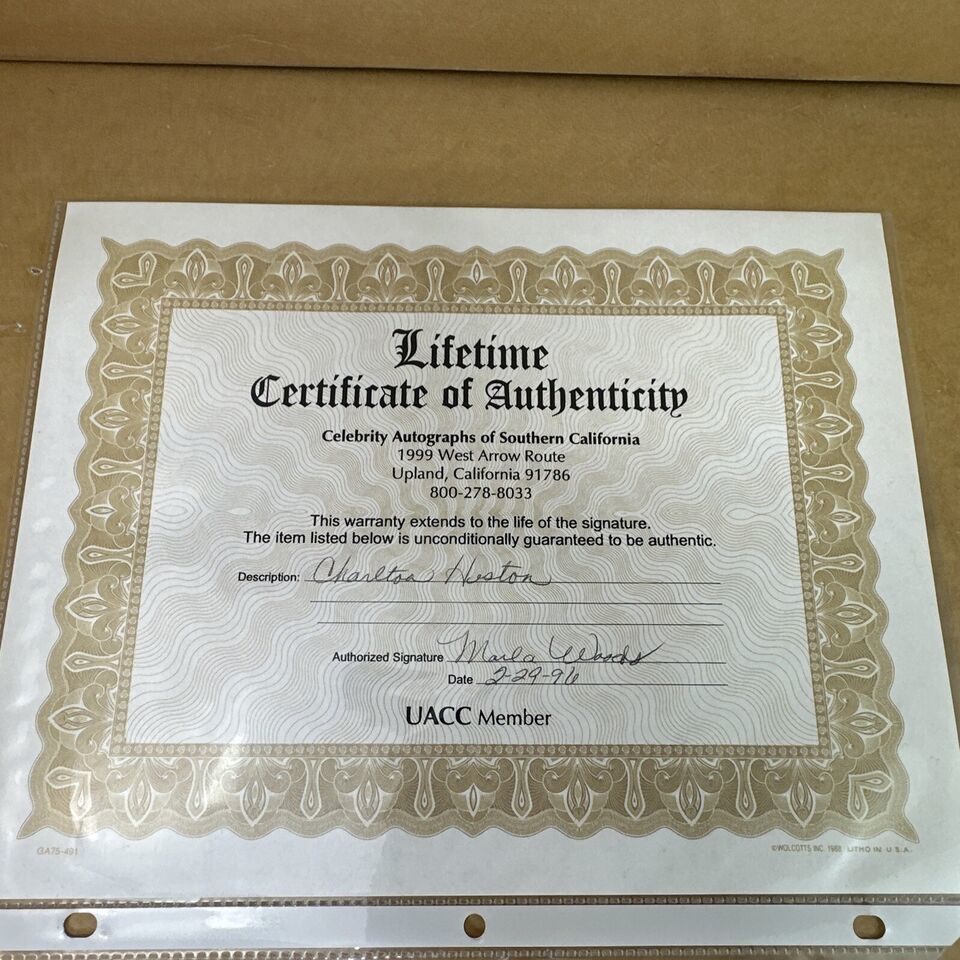 Lifetime
Certificate of Authenticity
Celebrity Autographs of Southern California
1999 West Arrow Route
Upland, California 91786
800-278-8033
This warranty extends to the life of the signature.
The item listed below is unconditionally guaranteed to be authentic.
Description: Charlton Heston
Authorized Signature Marla Woods
Date 2-29-96
UACC Member
GA75-491 ©WOLCOTTS INC. 1988 LITHO IN U.S.A.